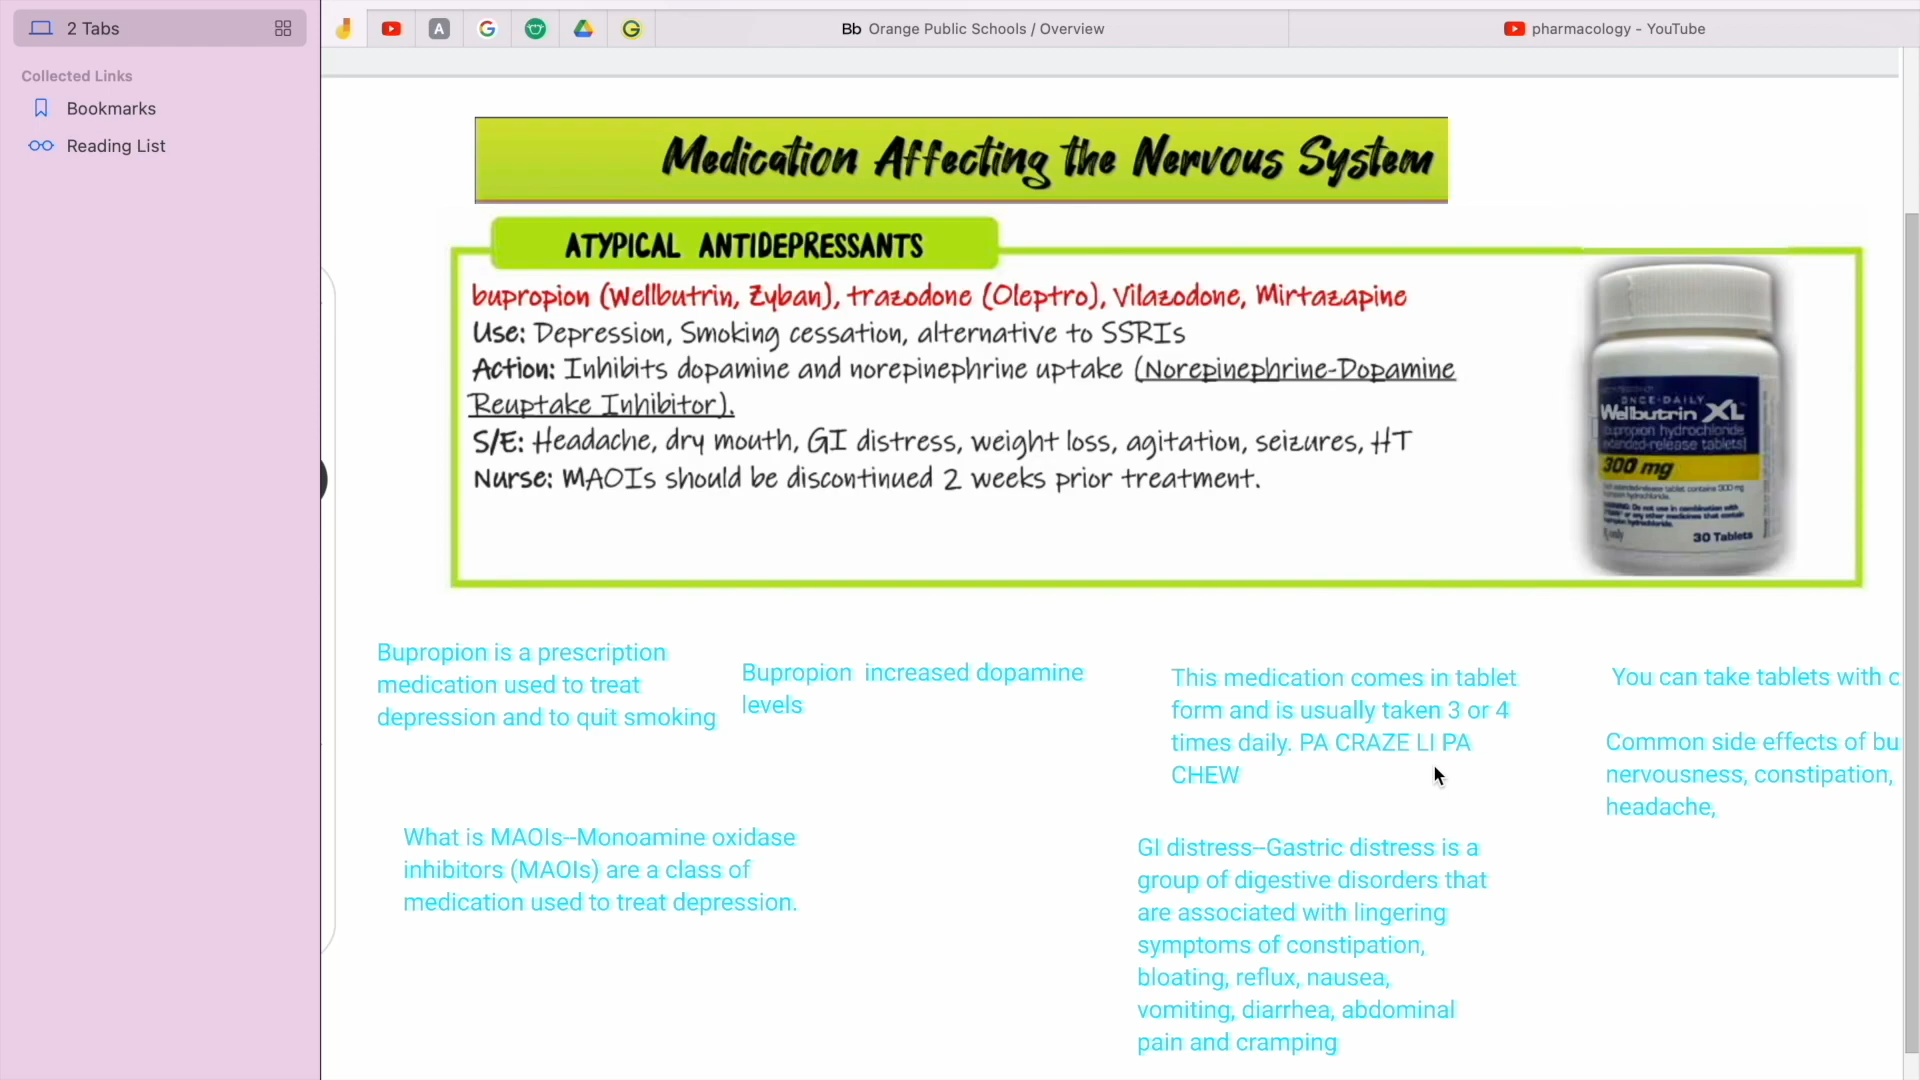 2 Tabs
Collected Links
Bookmarks
Reading List
A
G
G
Bb Orange Public Schools / Overview
pharmacology - YouTube
Medication Affecting the Nervous System
ATYPICAL ANTIDEPRESSANTS
bupropion (Wellbutrin, Zyban), trazodone (Oleptro), Vilazodone, Mirtazapine
Use: Depression, Smoking cessation, alternative to SSRIs
Action: Inhibits dopamine and norepinephrine uptake (Norepinephrine-Dopamine
Reuptake Inhibitor).
S/E: Headache, dry mouth, GI distress, weight loss, agitation, seizures, HT
Nurse: MAOIs should be discontinued 2 weeks prior treatment.
ONCE-DAILY
Wellbutrin XL
(bupropion hydrochloride
extended-release tablets)
300 mg
30 Tablets
Bupropion is a prescription
medication used to treat
depression and to quit smoking
Bupropion increased dopamine
levels
This medication comes in tablet
form and is usually taken 3 or 4
times daily. PA CRAZE LI PA
CHEW
You can take tablets with c
Common side effects of bu
nervousness, constipation,
headache,
What is MAOIs--Monoamine oxidase
inhibitors (MAOIs) are a class of
medication used to treat depression.
GI distress--Gastric distress is a
group of digestive disorders that
are associated with lingering
symptoms of constipation,
bloating, reflux, nausea,
vomiting, diarrhea, abdominal
pain and cramping